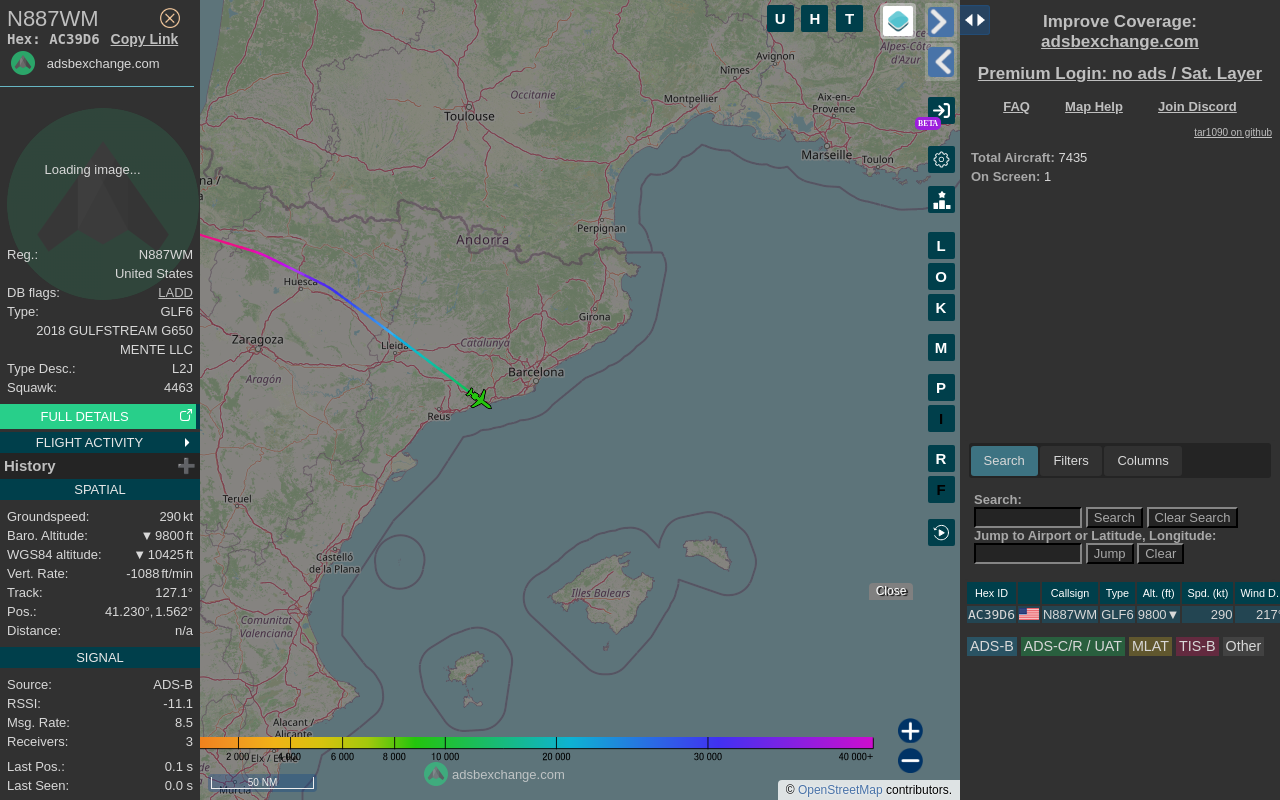 N887WM
Hex: AC39D6 Copy Link
adsbexchange.com
Loading image...
Reg.: N887WM
United States
DB flags: LADD
Type: GLF6
2018 GULFSTREAM G650
MENTE LLC
Type Desc.: L2J
Squawk: 4463
FULL DETAILS
FLIGHT ACTIVITY
History
SPATIAL
Groundspeed: 290 kt
Baro. Altitude: ▼ 9800 ft
WGS84 altitude: ▼ 10425 ft
Vert. Rate: -1088 ft/min
Track: 127.1°
Pos.: 41.230°, 1.562°
Distance: n/a
SIGNAL
Source: ADS-B
RSSI: -11.1
Msg. Rate: 8.5
Receivers: 3
Last Pos.: 0.1 s
Last Seen: 0.0 s
U H T
Alpes-Côte
d'Azur
Avignon
Nîmes
Occitanie
Montpellier
Aix-en-
Provence
Toulouse
Marseille
Toulon
na /
a
Perpignan
Andorra
Huesca
Girona
Zaragoza
Lleida
Catalunya
Aragón
Barcelona
Reus
Teruel
Castelló
de la Plana
Illes Balears
Comunitat
Valenciana
Alacant /
Alicante
Elx / Elche
BETA
L
O
K
M
P
I
R
F
Close
2 000 4 000 6 000 8 000 10 000 20 000 30 000 40 000+
50 NM
adsbexchange.com
© OpenStreetMap contributors.
Improve Coverage:
adsbexchange.com
Premium Login: no ads / Sat. Layer
FAQ Map Help Join Discord
tar1090 on github
Total Aircraft: 7435
On Screen: 1
Search Filters Columns
Search:
Search Clear Search
Jump to Airport or Latitude, Longitude:
Jump Clear
Hex ID Callsign Type Alt. (ft) Spd. (kt) Wind D.
AC39D6 N887WM GLF6 9800▼ 290 217°
ADS-B ADS-C/R / UAT MLAT TIS-B Other